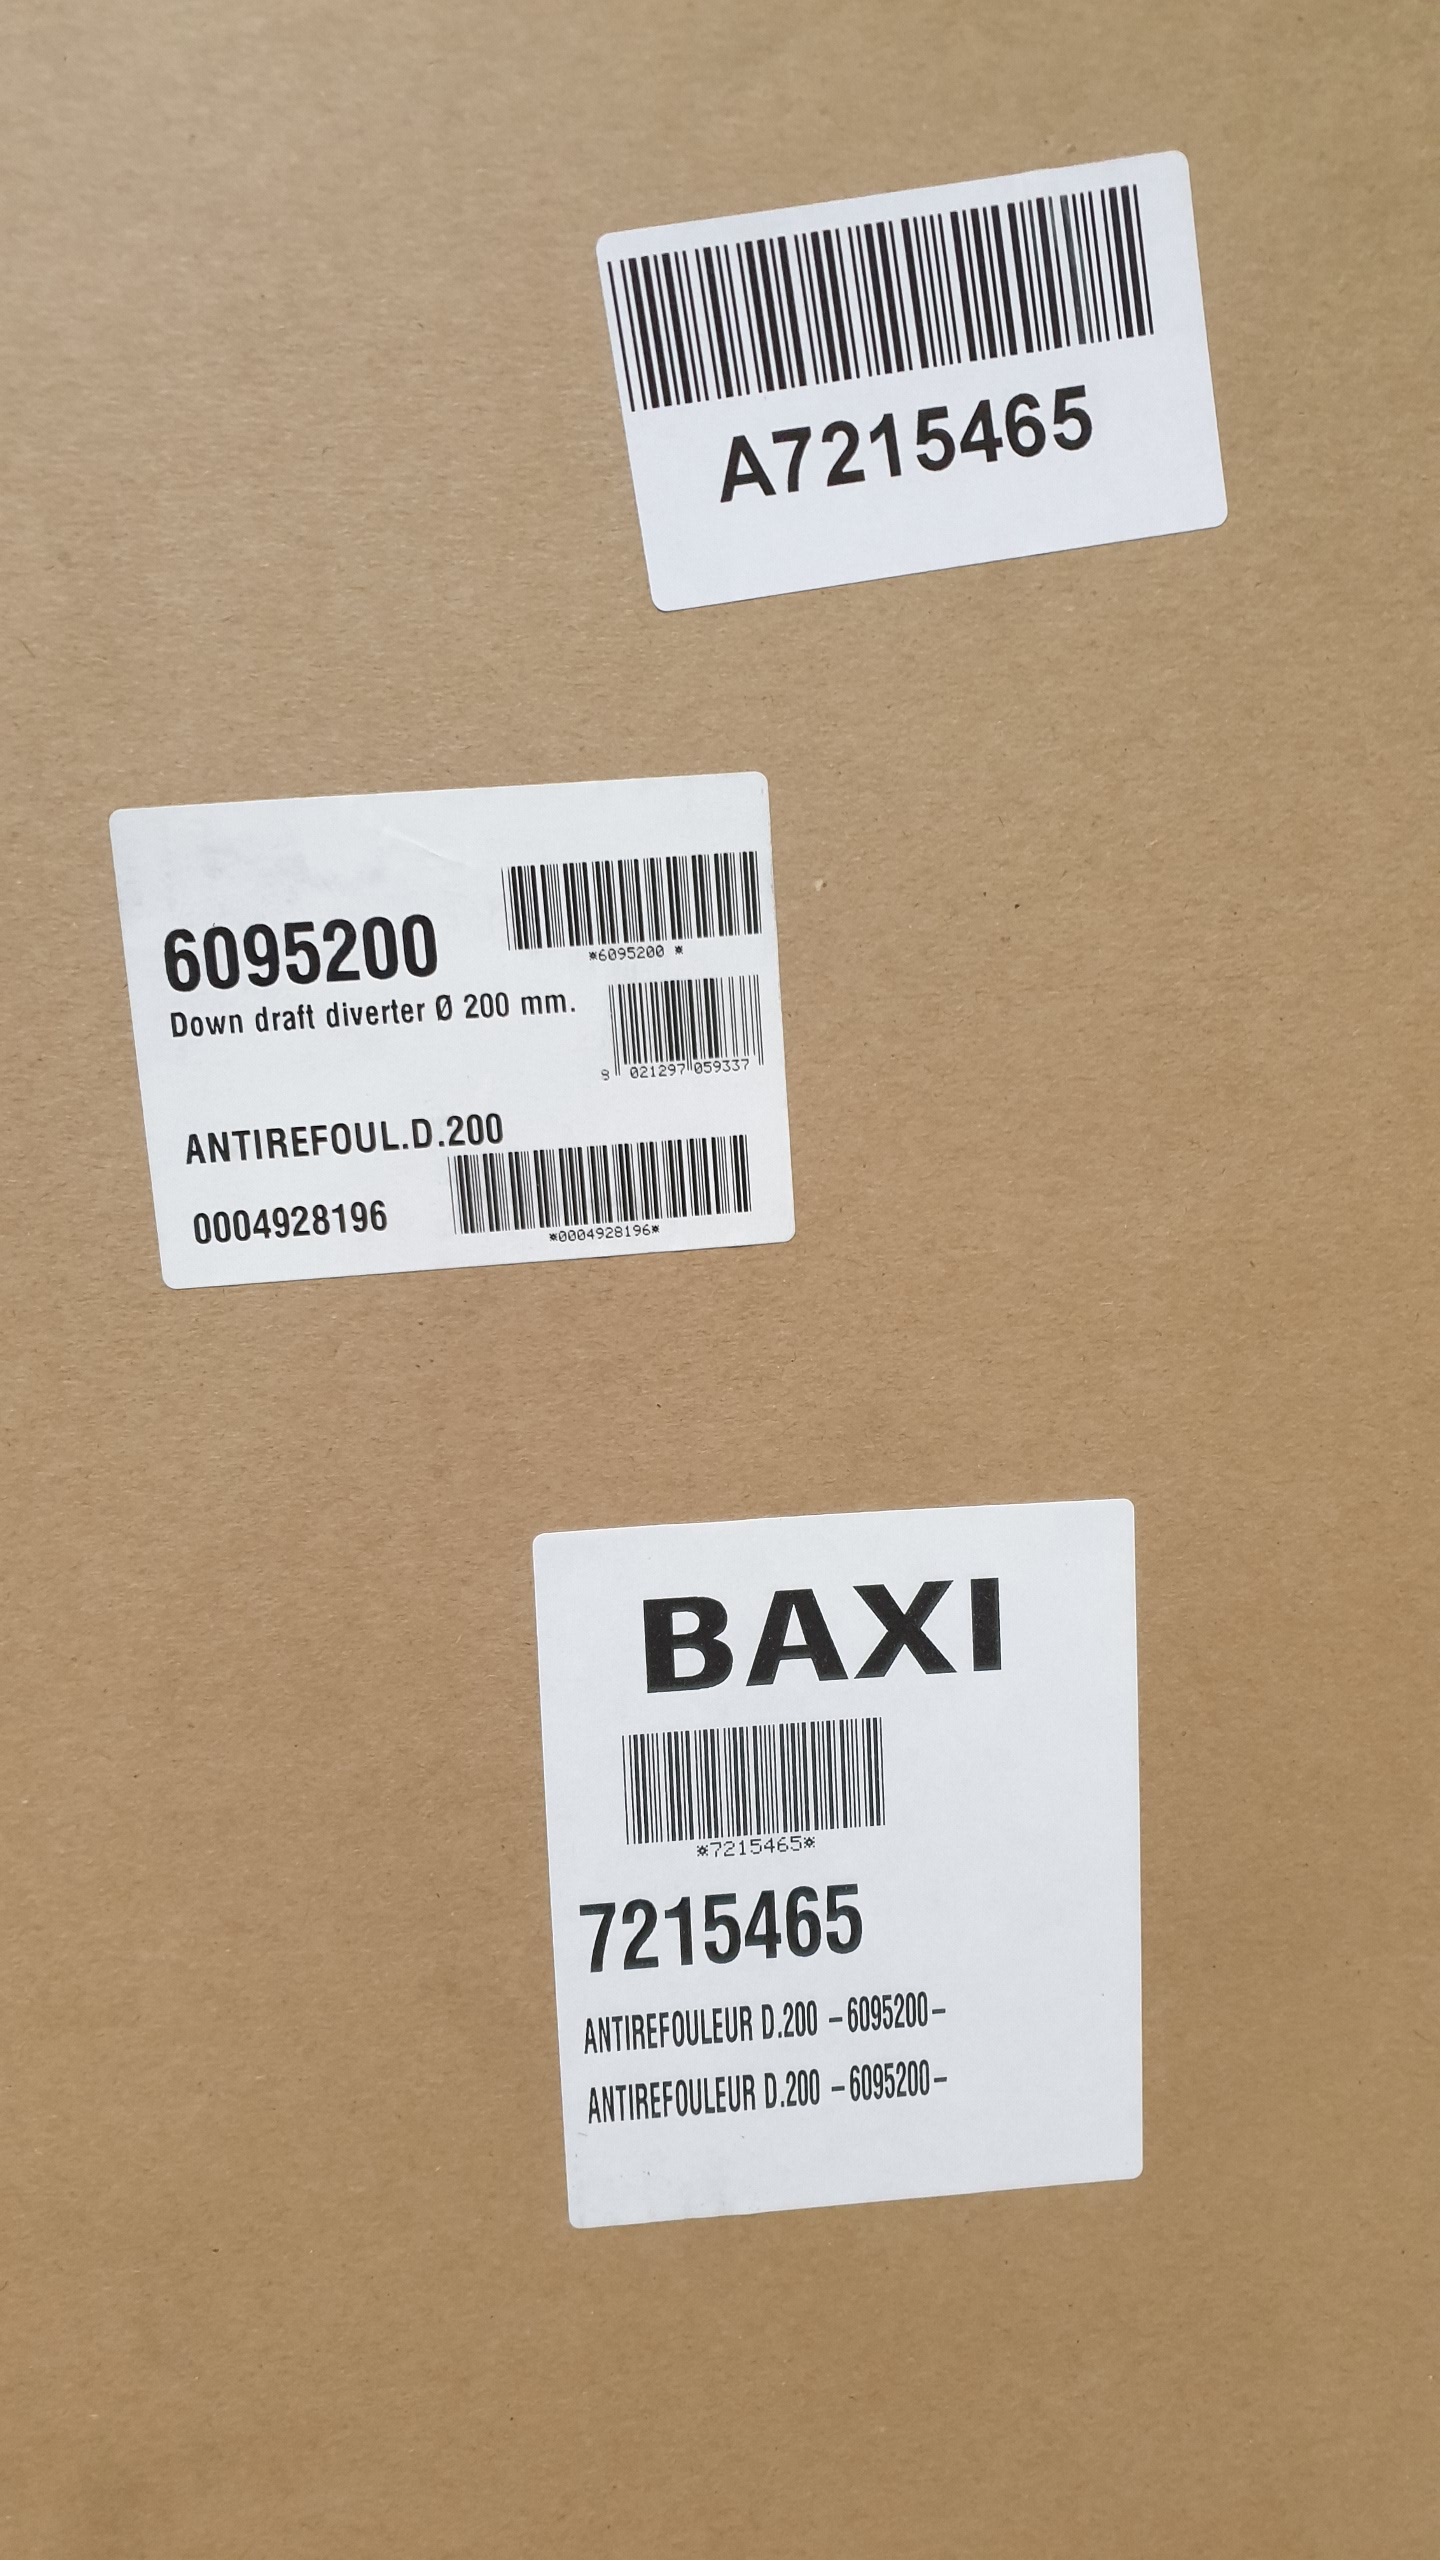 A7215465
6095200
*6095200 *
Down draft diverter Ø 200 mm.
8 021297 059337
ANTIREFOUL.D.200
0004928196
*0004928196*
BAXI
*7215465*
7215465
ANTIREFOULEUR D.200 -6095200-
ANTIREFOULEUR D.200 -6095200-